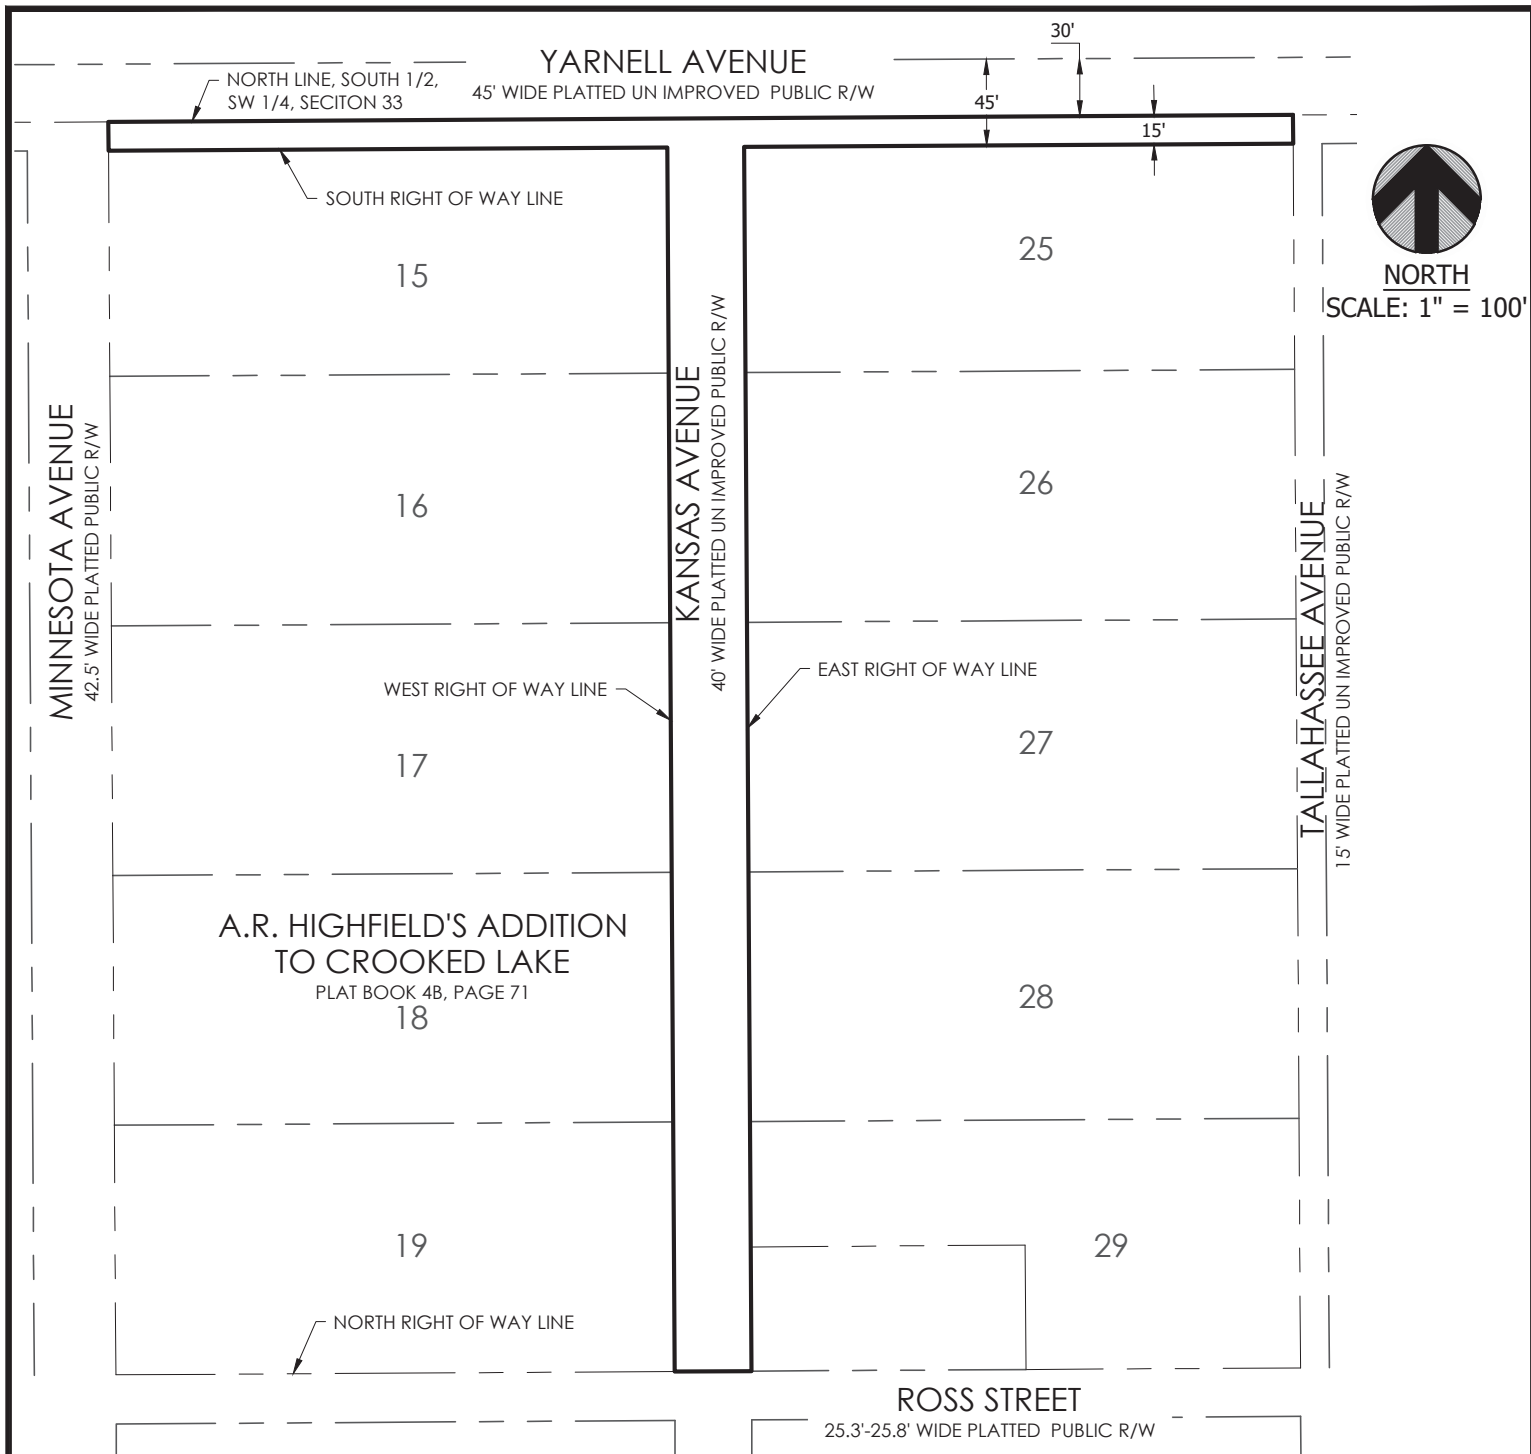 30'
YARNELL AVENUE
45' WIDE PLATTED UN IMPROVED PUBLIC R/W
NORTH LINE, SOUTH 1/2,
SW 1/4, SECITON 33
45'
15'
SOUTH RIGHT OF WAY LINE
NORTH
SCALE: 1" = 100'
15
25
16
26
KANSAS AVENUE
40' WIDE PLATTED UN IMPROVED PUBLIC R/W
MINNESOTA AVENUE
42.5' WIDE PLATTED PUBLIC R/W
TALLAHASSEE AVENUE
15' WIDE PLATTED UN IMPROVED PUBLIC R/W
WEST RIGHT OF WAY LINE
EAST RIGHT OF WAY LINE
17
27
A.R. HIGHFIELD'S ADDITION
TO CROOKED LAKE
PLAT BOOK 4B, PAGE 71
18
28
19
29
NORTH RIGHT OF WAY LINE
ROSS STREET
25.3'-25.8' WIDE PLATTED PUBLIC R/W